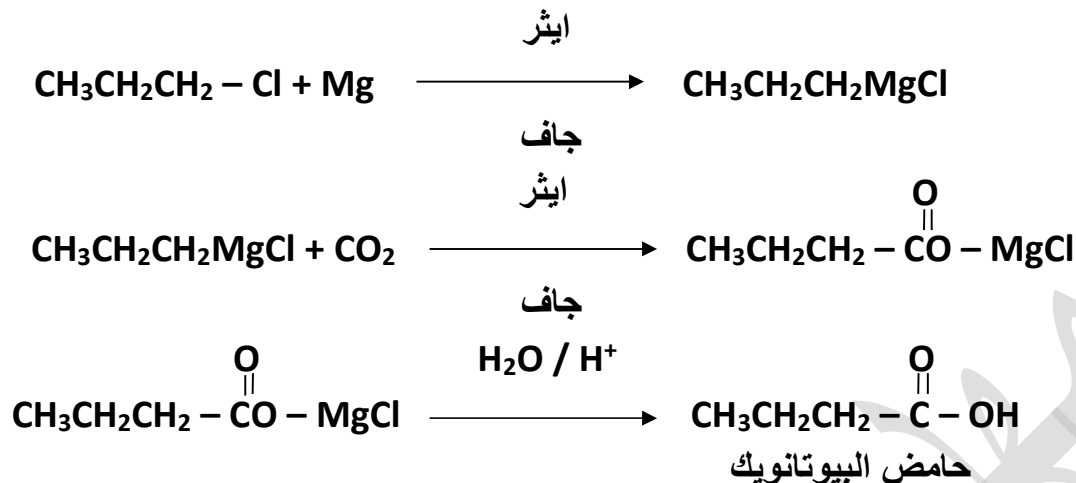 ايثر
CH₃CH₂CH₂ – Cl + Mg → CH₃CH₂CH₂MgCl
جاف
ايثر
O
||
CH₃CH₂CH₂MgCl + CO₂ → CH₃CH₂CH₂ – CO – MgCl
جاف
O H₂O / H⁺ O
|| ||
CH₃CH₂CH₂ – CO – MgCl → CH₃CH₂CH₂ – C – OH
حامض البيوتانويك